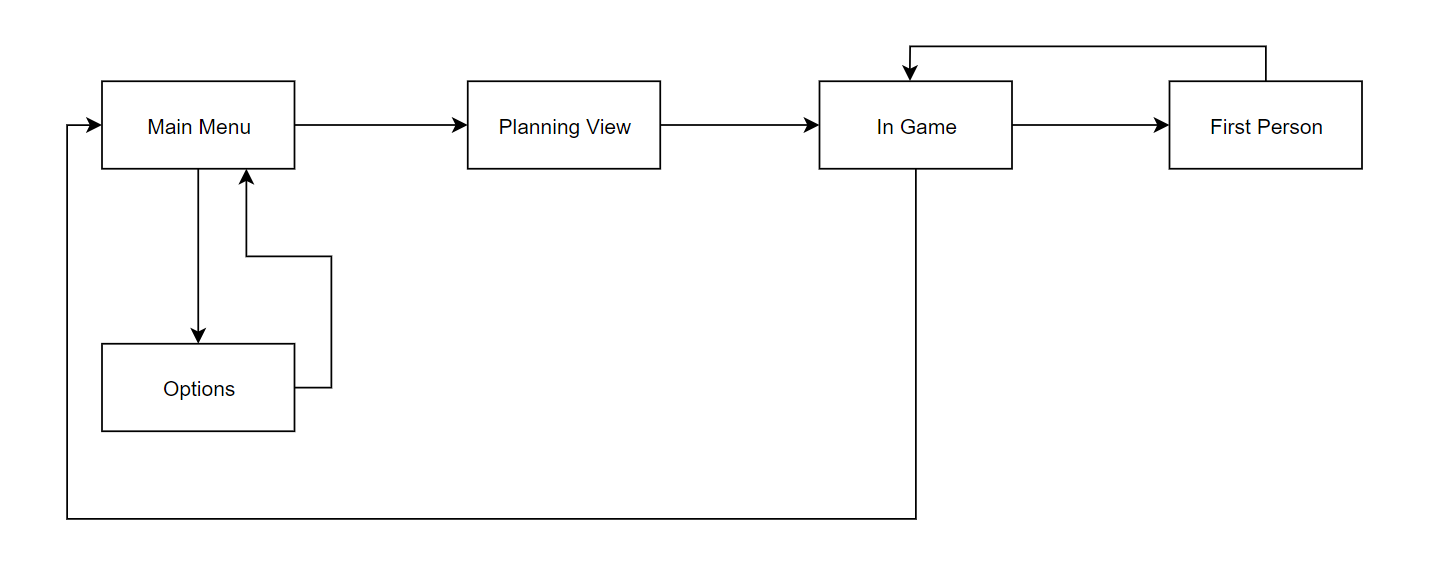 Main Menu
Planning View
In Game
First Person
Options